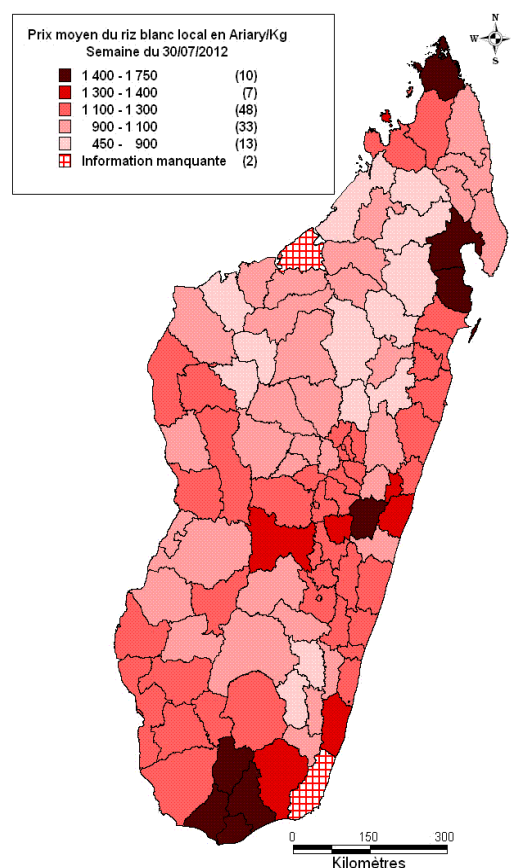 Prix moyen du riz blanc local en Ariary/Kg
Semaine du 30/07/2012
1 400 - 1 750 (10)
1 300 - 1 400 (7)
1 100 - 1 300 (48)
900 - 1 100 (33)
450 - 900 (13)
Information manquante (2)
N
W E
S
0 150 300
Kilomètres